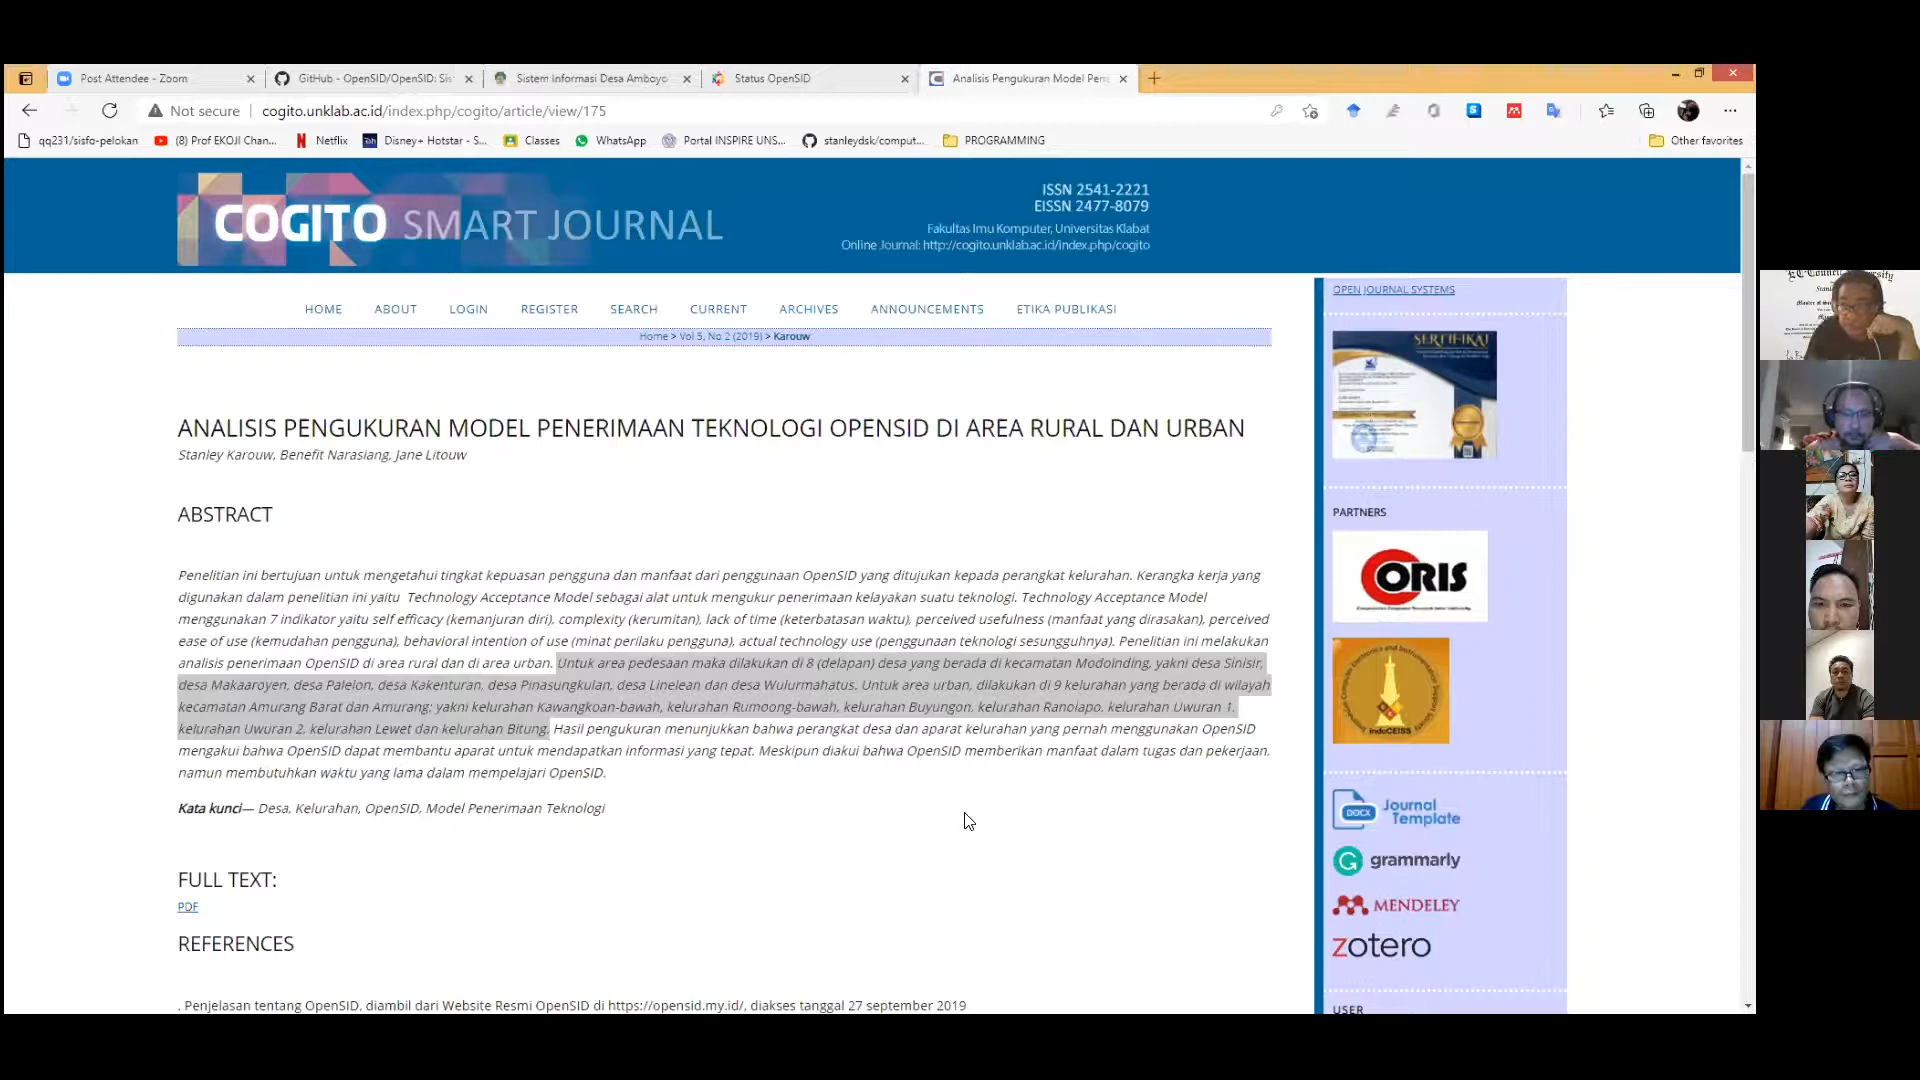 Post Attendee - Zoom
GitHub - OpenSID/OpenSID: Sis
Sistem Informasi Desa Amboyo
Status OpenSID
Analisis Pengukuran Model Pene
Not secure
cogito.unklab.ac.id/index.php/cogito/article/view/175
qq231/sisfo-pelokan
(8) Prof EKOJI Chan...
Netflix
Disney+ Hotstar - S...
Classes
WhatsApp
Portal INSPIRE UNS...
stanleydsk/comput...
PROGRAMMING
Other favorites
COGITO SMART JOURNAL
ISSN 2541-2221
EISSN 2477-8079
Fakultas Imu Komputer, Universitas Klabat
Online Journal: http://cogito.unklab.ac.id/index.php/cogito
HOME ABOUT LOGIN REGISTER SEARCH CURRENT ARCHIVES ANNOUNCEMENTS ETIKA PUBLIKASI
Home > Vol 5, No 2 (2019) > Karouw
ANALISIS PENGUKURAN MODEL PENERIMAAN TEKNOLOGI OPENSID DI AREA RURAL DAN URBAN
Stanley Karouw, Benefit Narasiang, Jane Litouw
ABSTRACT
Penelitian ini bertujuan untuk mengetahui tingkat kepuasan pengguna dan manfaat dari penggunaan OpenSID yang ditujukan kepada perangkat kelurahan. Kerangka kerja yang
digunakan dalam penelitian ini yaitu Technology Acceptance Model sebagai alat untuk mengukur penerimaan kelayakan suatu teknologi. Technology Acceptance Model
menggunakan 7 indikator yaitu self efficacy (kemanjuran diri), complexity (kerumitan), lack of time (keterbatasan waktu), perceived usefulness (manfaat yang dirasakan), perceived
ease of use (kemudahan pengguna), behavioral intention of use (minat perilaku pengguna), actual technology use (penggunaan teknologi sesungguhnya). Penelitian ini melakukan
analisis penerimaan OpenSID di area rural dan di area urban. Untuk area pedesaan maka dilakukan di 8 (delapan) desa yang berada di kecamatan Modoinding, yakni desa Sinisir,
desa Makaaroyen, desa Palelon, desa Kakenturan, desa Pinasungkulan, desa Linelean dan desa Wulurmahatus. Untuk area urban, dilakukan di 9 kelurahan yang berada di wilayah
kecamatan Amurang Barat dan Amurang; yakni kelurahan Kawangkoan-bawah, kelurahan Rumoong-bawah, kelurahan Buyungon, kelurahan Ranoiapo, kelurahan Uwuran 1,
kelurahan Uwuran 2, kelurahan Lewet dan kelurahan Bitung. Hasil pengukuran menunjukkan bahwa perangkat desa dan aparat kelurahan yang pernah menggunakan OpenSID
mengakui bahwa OpenSID dapat membantu aparat untuk mendapatkan informasi yang tepat. Meskipun diakui bahwa OpenSID memberikan manfaat dalam tugas dan pekerjaan,
namun membutuhkan waktu yang lama dalam mempelajari OpenSID.
Kata kunci— Desa, Kelurahan, OpenSID, Model Penerimaan Teknologi
FULL TEXT:
PDF
REFERENCES
. Penjelasan tentang OpenSID, diambil dari Website Resmi OpenSID di https://opensid.my.id/, diakses tanggal 27 september 2019
OPEN JOURNAL SYSTEMS
SERTIFIKAT
PARTNERS
CORIS
IndoCEISS
DOCX
Journal
Template
grammarly
MENDELEY
zotero
USER